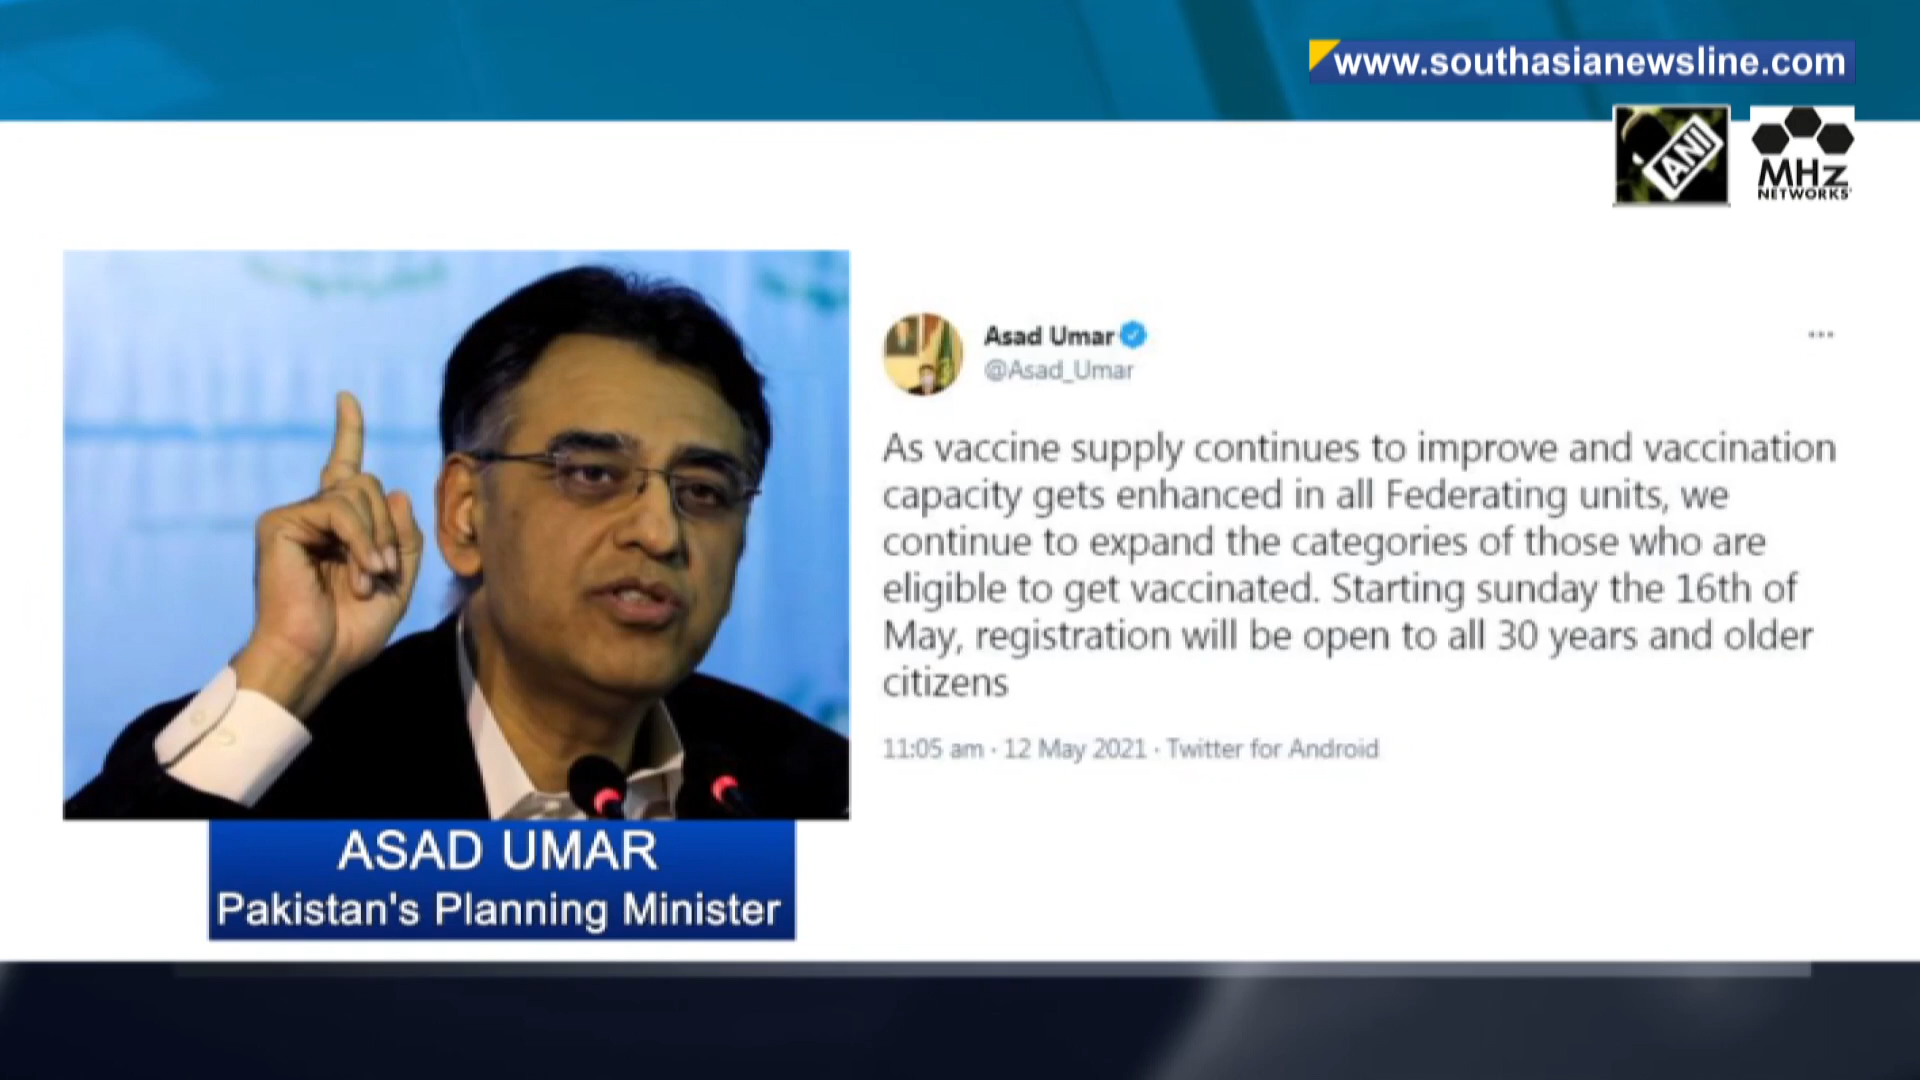 www.southasianewsline.com
ANI
MHz
NETWORKS
Asad Umar
@Asad_Umar
As vaccine supply continues to improve and vaccination
capacity gets enhanced in all Federating units, we
continue to expand the categories of those who are
eligible to get vaccinated. Starting sunday the 16th of
May, registration will be open to all 30 years and older
citizens
11:05 am · 12 May 2021 · Twitter for Android
ASAD UMAR
Pakistan's Planning Minister